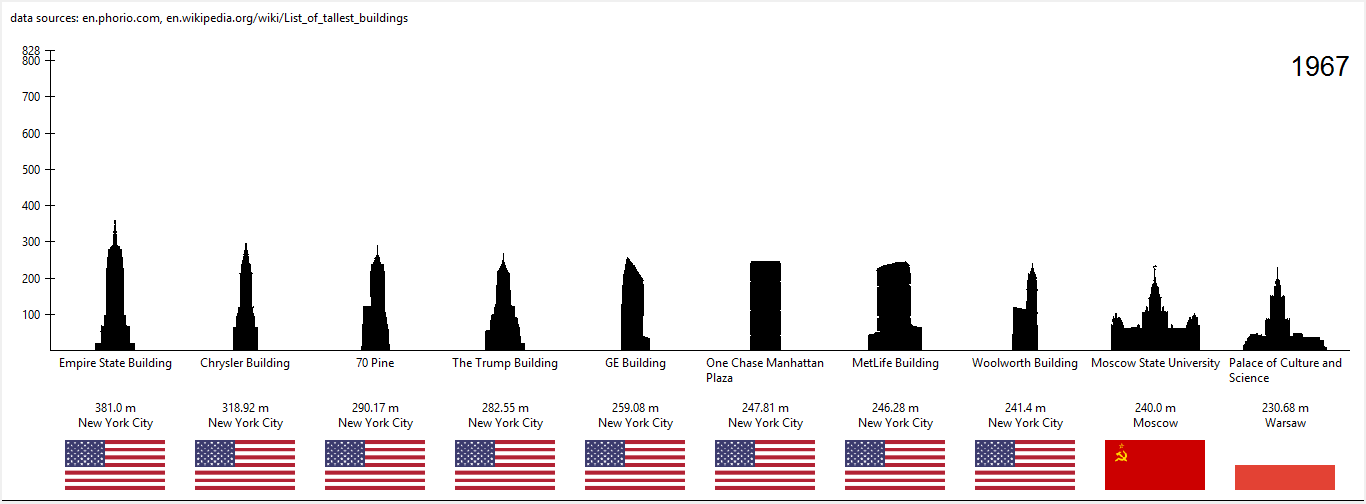 data sources: en.phorio.com, en.wikipedia.org/wiki/List_of_tallest_buildings
1967
828
800
700
600
500
400
300
200
100
Empire State Building
Chrysler Building
70 Pine
The Trump Building
GE Building
One Chase Manhattan
Plaza
MetLife Building
Woolworth Building
Moscow State University
Palace of Culture and
Science
381.0 m
New York City
318.92 m
New York City
290.17 m
New York City
282.55 m
New York City
259.08 m
New York City
247.81 m
New York City
246.28 m
New York City
241.4 m
New York City
240.0 m
Moscow
230.68 m
Warsaw